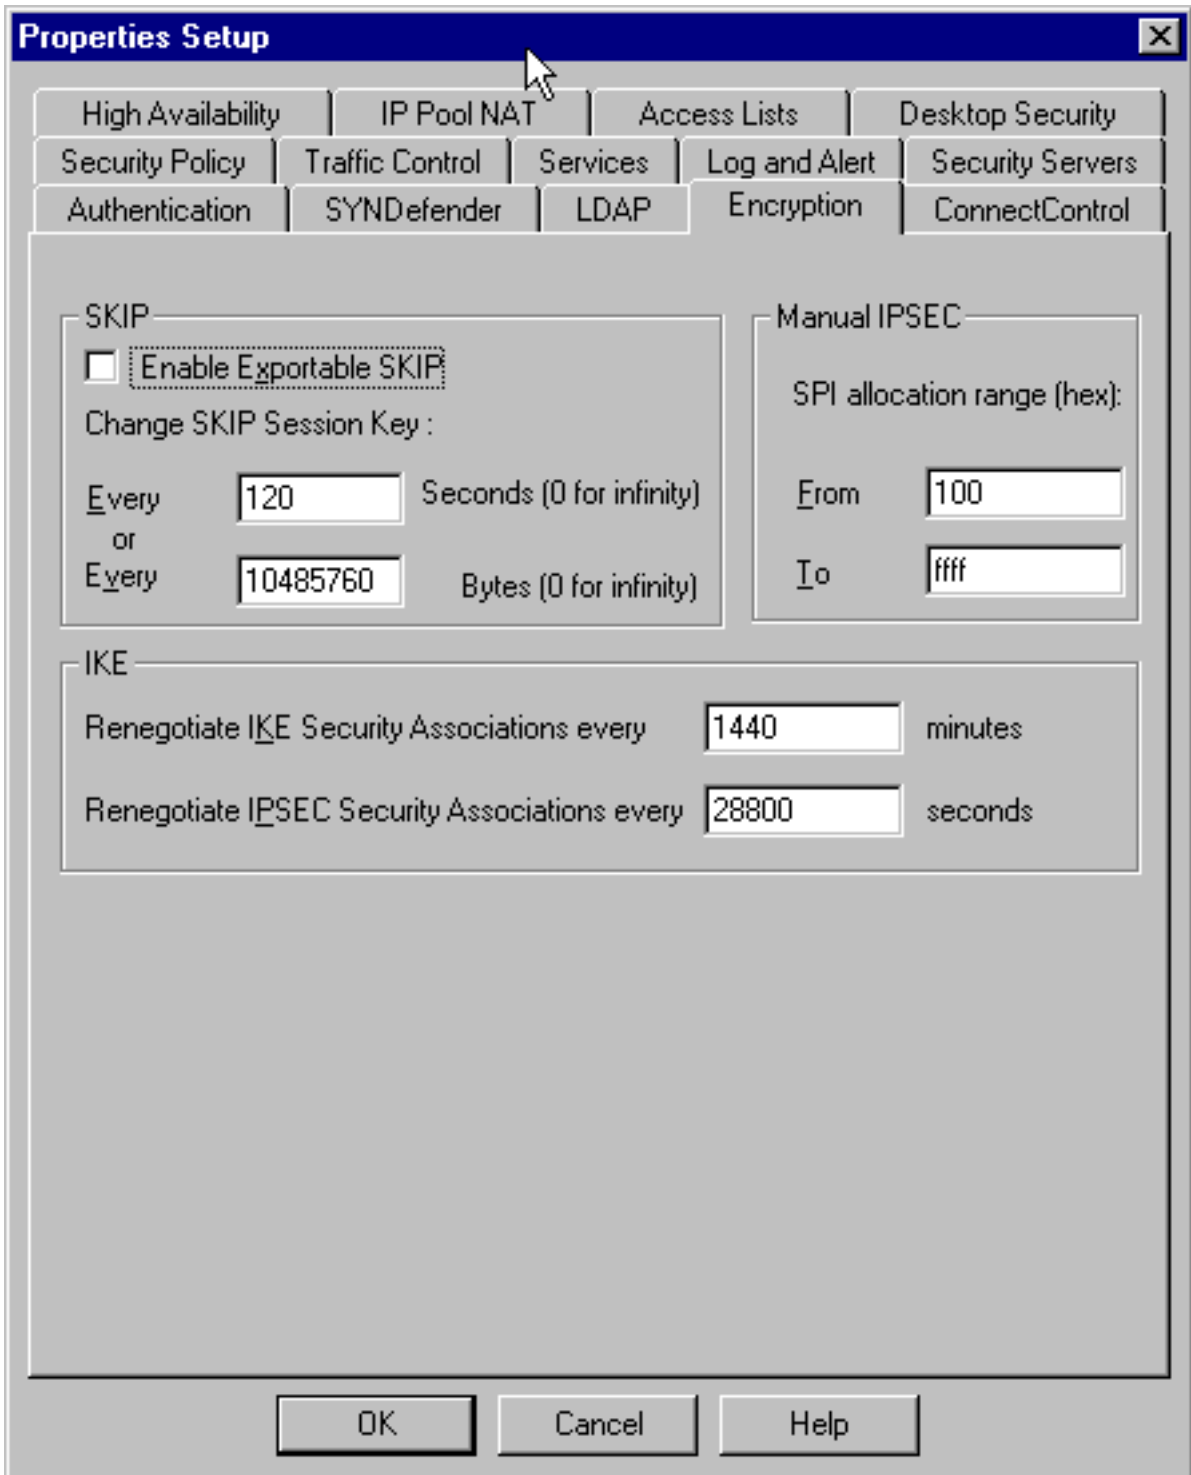 Properties Setup
High Availability
IP Pool NAT
Access Lists
Desktop Security
Security Policy
Traffic Control
Services
Log and Alert
Security Servers
Authentication
SYNDefender
LDAP
Encryption
ConnectControl
SKIP
Enable Exportable SKIP
Change SKIP Session Key :
Every 120 Seconds (0 for infinity)
or
Every 10485760 Bytes (0 for infinity)
Manual IPSEC
SPI allocation range (hex):
From 100
To ffff
IKE
Renegotiate IKE Security Associations every 1440 minutes
Renegotiate IPSEC Security Associations every 28800 seconds
OK
Cancel
Help